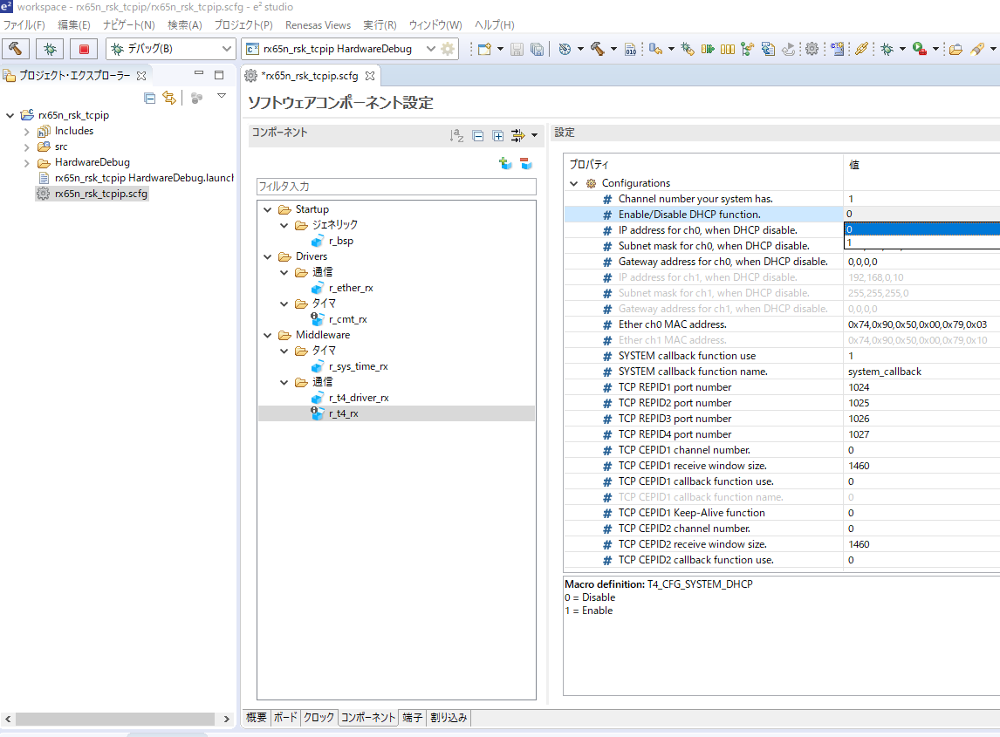 workspace - rx65n_rsk_tcpip/rx65n_rsk_tcpip.scfg - e² studio
ファイル(F) 編集(E) ナビゲート(N) 検索(A) プロジェクト(P) Renesas Views 実行(R) ウィンドウ(W) ヘルプ(H)
デバッグ(B)
rx65n_rsk_tcpip HardwareDebug
プロジェクト・エクスプローラー
rx65n_rsk_tcpip
Includes
src
HardwareDebug
rx65n_rsk_tcpip HardwareDebug.launch
rx65n_rsk_tcpip.scfg
*rx65n_rsk_tcpip.scfg
ソフトウェアコンポーネント設定
コンポーネント
フィルタ入力
Startup
ジェネリック
r_bsp
Drivers
通信
r_ether_rx
タイマ
r_cmt_rx
Middleware
タイマ
r_sys_time_rx
通信
r_t4_driver_rx
r_t4_rx
設定
プロパティ 値
Configurations
Channel number your system has. 1
Enable/Disable DHCP function. 0
IP address for ch0, when DHCP disable. 0
Subnet mask for ch0, when DHCP disable. 1
Gateway address for ch0, when DHCP disable. 0,0,0,0
IP address for ch1, when DHCP disable. 192,168,0,10
Subnet mask for ch1, when DHCP disable. 255,255,255,0
Gateway address for ch1, when DHCP disable. 0,0,0,0
Ether ch0 MAC address. 0x74,0x90,0x50,0x00,0x79,0x03
Ether ch1 MAC address. 0x74,0x90,0x50,0x00,0x79,0x10
SYSTEM callback function use 1
SYSTEM callback function name. system_callback
TCP REPID1 port number 1024
TCP REPID2 port number 1025
TCP REPID3 port number 1026
TCP REPID4 port number 1027
TCP CEPID1 channel number. 0
TCP CEPID1 receive window size. 1460
TCP CEPID1 callback function use. 0
TCP CEPID1 callback function name. 0
TCP CEPID1 Keep-Alive function 0
TCP CEPID2 channel number. 0
TCP CEPID2 receive window size. 1460
TCP CEPID2 callback function use. 0
Macro definition: T4_CFG_SYSTEM_DHCP
0 = Disable
1 = Enable
概要 ボード クロック コンポーネント 端子 割り込み